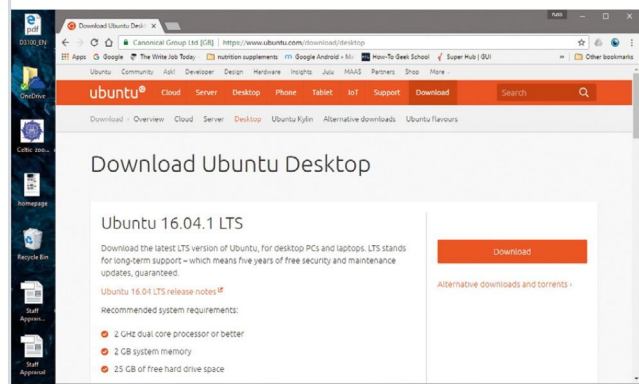 pdf
D3100_EN
OneDrive
Celtic zoo...
homepage
Recycle Bin
Staff
Apprais...
Staff
Appraisal
Download Ubuntu Deskt
russ
Canonical Group Ltd [GB] https://www.ubuntu.com/download/desktop
Apps Google The Write Job Today nutrition supplements Google Android - Mo How-To Geek School Super Hub | GUI » Other bookmarks
Ubuntu Community Ask! Developer Design Hardware Insights Juju MAAS Partners Shop More
ubuntu® Cloud Server Desktop Phone Tablet IoT Support Download Search
Download › Overview Cloud Server Desktop Ubuntu Kylin Alternative downloads Ubuntu flavours
Download Ubuntu Desktop
Ubuntu 16.04.1 LTS
Download the latest LTS version of Ubuntu, for desktop PCs and laptops. LTS stands
for long-term support – which means five years of free security and maintenance
updates, guaranteed.
Ubuntu 16.04 LTS release notes
Recommended system requirements:
2 GHz dual core processor or better
2 GB system memory
25 GB of free hard drive space
Download
Alternative downloads and torrents ›